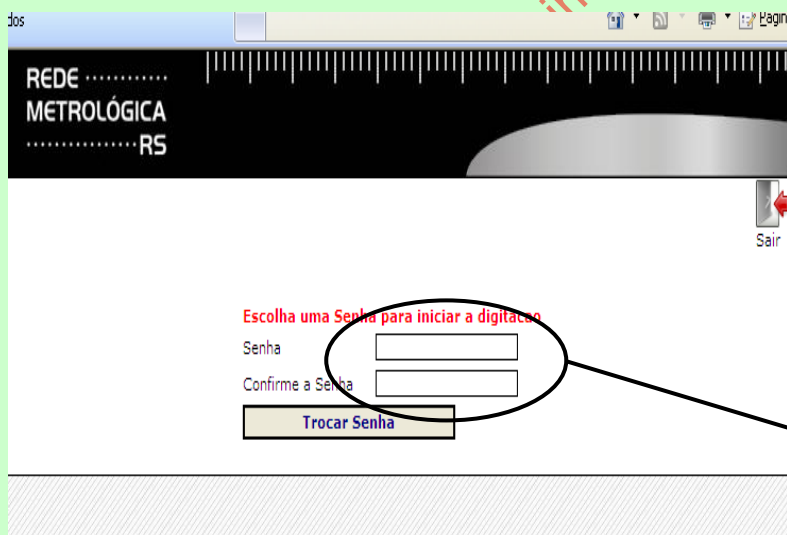 dos
Pagin
REDE ············
METROLÓGICA
················RS
Sair
Escolha uma Senha para iniciar a digitacao
Senha
Confirme a Senha
Trocar Senha